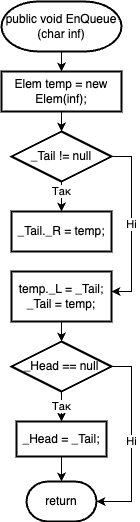 public void EnQueue
(char inf)
Elem temp = new
Elem(inf);
_Tail != null
Так
Ні
_Tail._R = temp;
temp._L = _Tail;
_Tail = temp;
_Head == null
Так
Ні
_Head = _Tail;
return